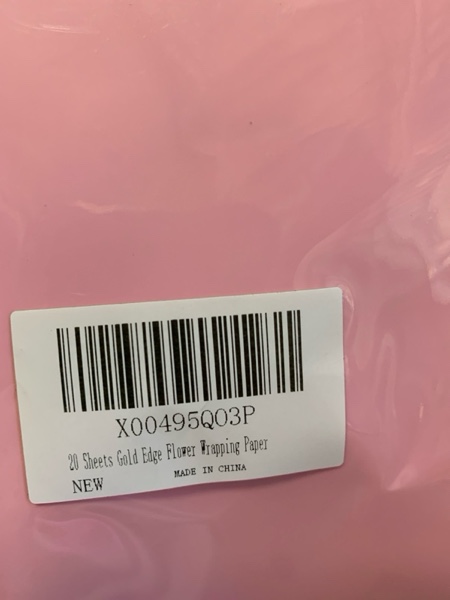 X00495Q03P
20 Sheets Gold Edge Flower Wrapping Paper
NEW
MADE IN CHINA